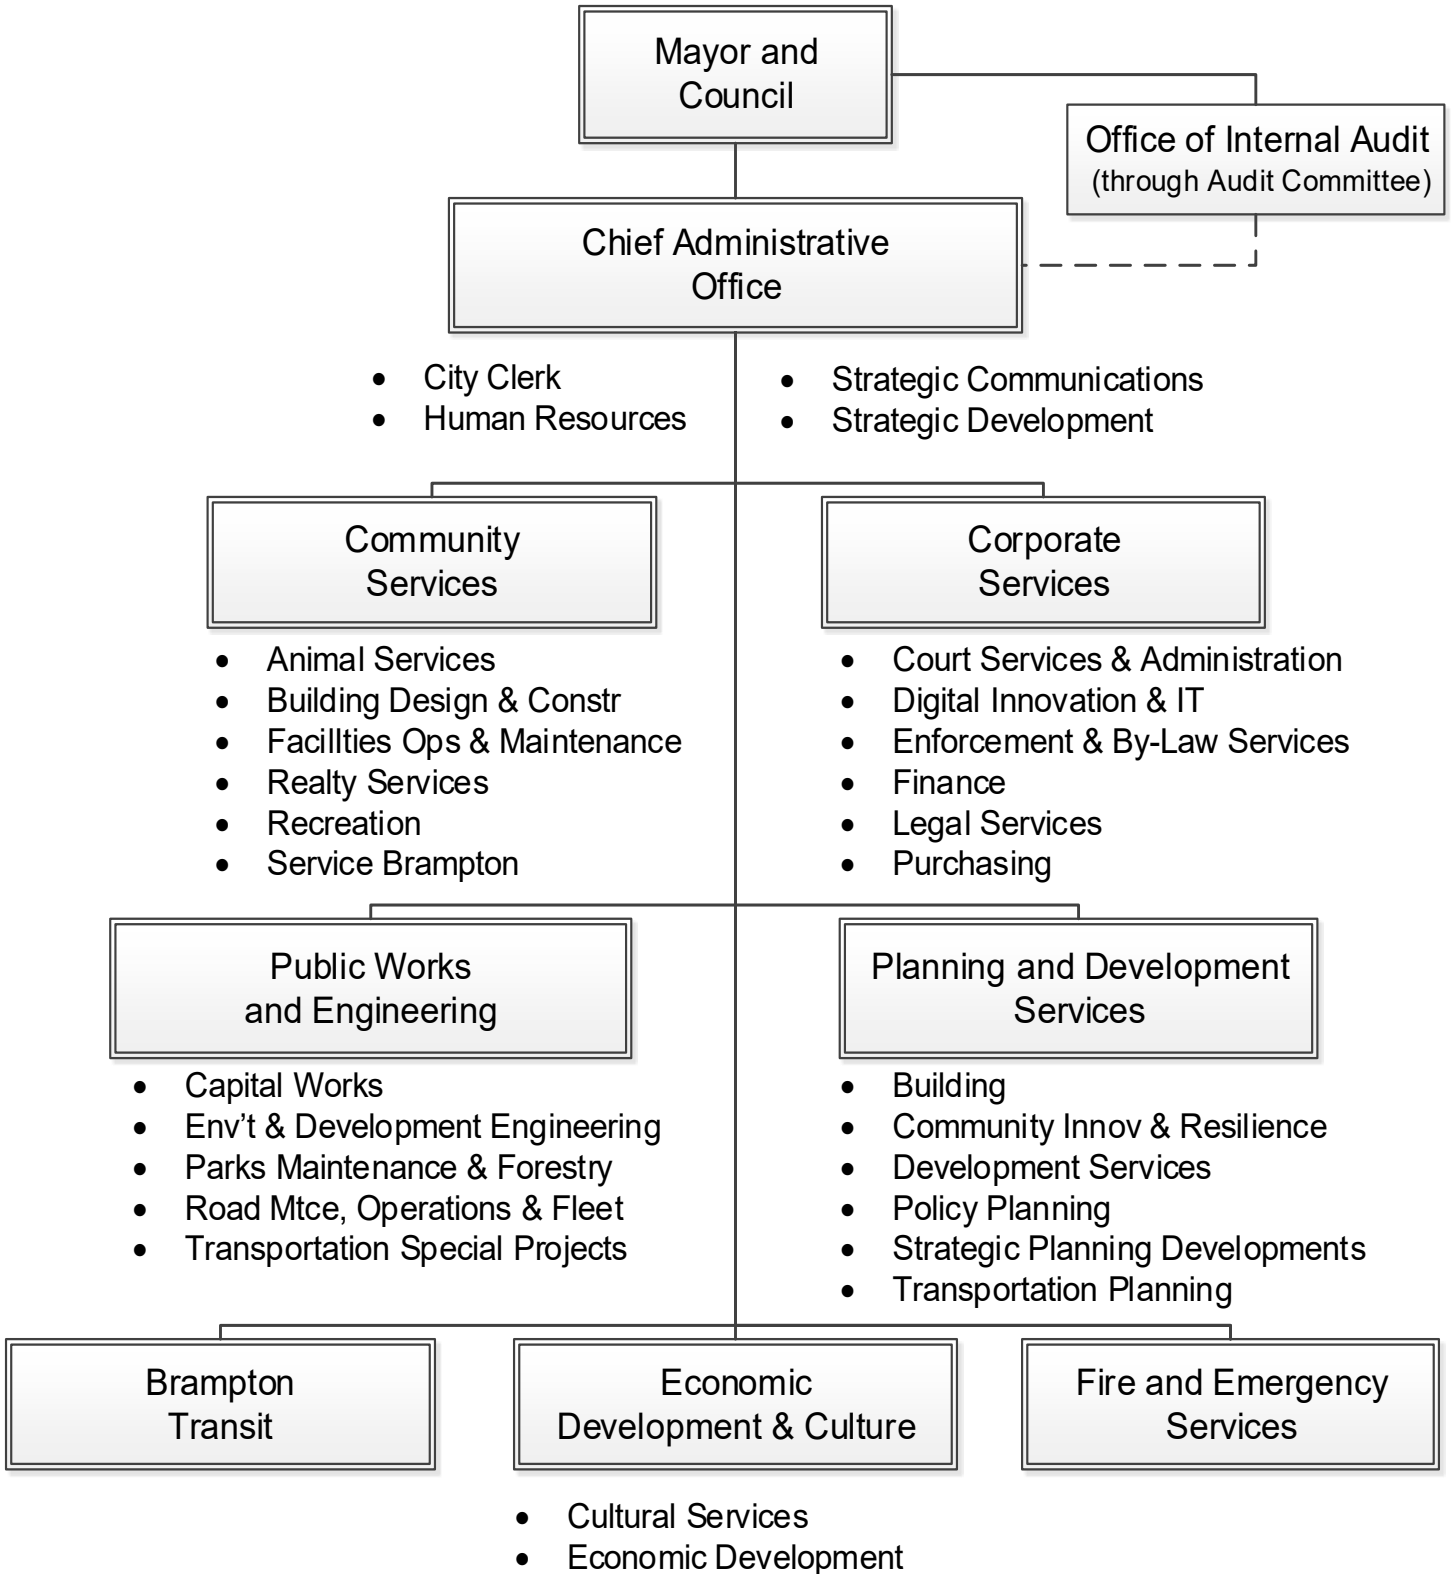 Mayor and
Council
Office of Internal Audit
(through Audit Committee)
Chief Administrative
Office
• City Clerk
• Human Resources
• Strategic Communications
• Strategic Development
Community
Services
• Animal Services
• Building Design & Constr
• Facillties Ops & Maintenance
• Realty Services
• Recreation
• Service Brampton
Corporate
Services
• Court Services & Administration
• Digital Innovation & IT
• Enforcement & By-Law Services
• Finance
• Legal Services
• Purchasing
Public Works
and Engineering
• Capital Works
• Env’t & Development Engineering
• Parks Maintenance & Forestry
• Road Mtce, Operations & Fleet
• Transportation Special Projects
Planning and Development
Services
• Building
• Community Innov & Resilience
• Development Services
• Policy Planning
• Strategic Planning Developments
• Transportation Planning
Brampton
Transit
Economic
Development & Culture
• Cultural Services
• Economic Development
Fire and Emergency
Services